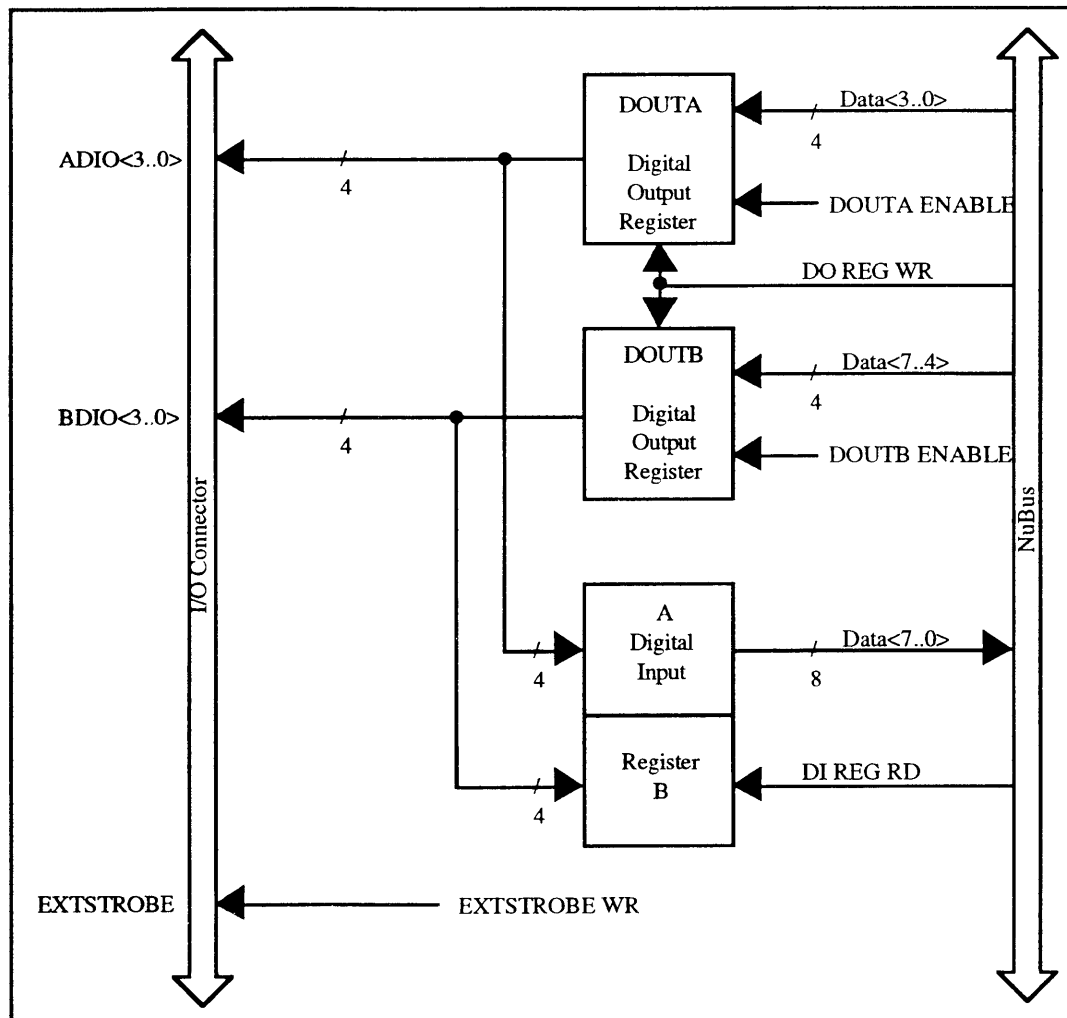 DOUTA
Data<3..0>
4
ADIO<3..0>
4
Digital
Output
Register
DOUTA ENABLE
DO REG WR
DOUTB
Data<7..4>
4
BDIO<3..0>
4
Digital
Output
Register
DOUTB ENABLE
I/O Connector
NuBus
A
Digital
Input
4
Data<7..0>
8
Register
B
4
DI REG RD
EXTSTROBE
EXTSTROBE WR